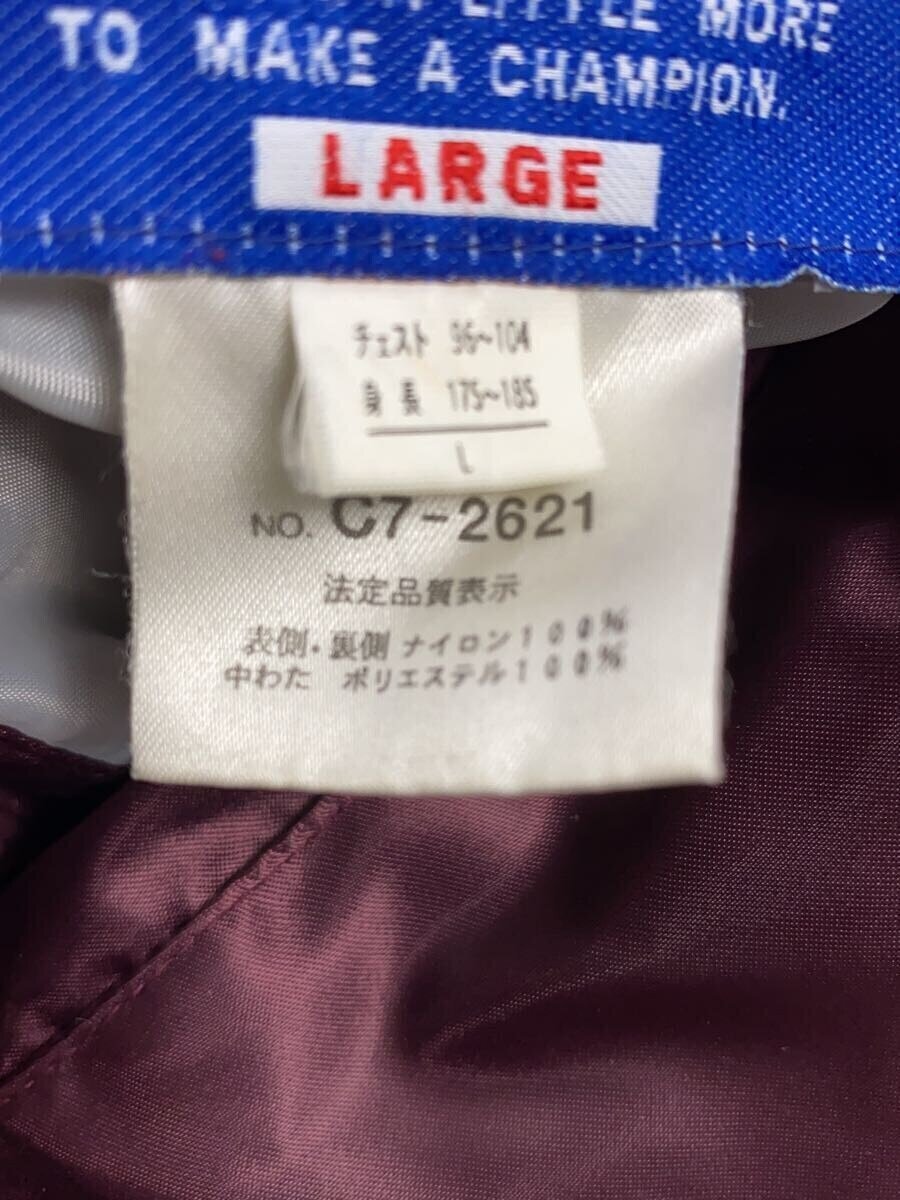 LITTLE MORE
TO MAKE A CHAMPION.
LARGE
チェスト 96~104
身長 175~185
L
NO. C7-2621
法定品質表示
表側・裏側 ナイロン100%
中わた ポリエステル100%